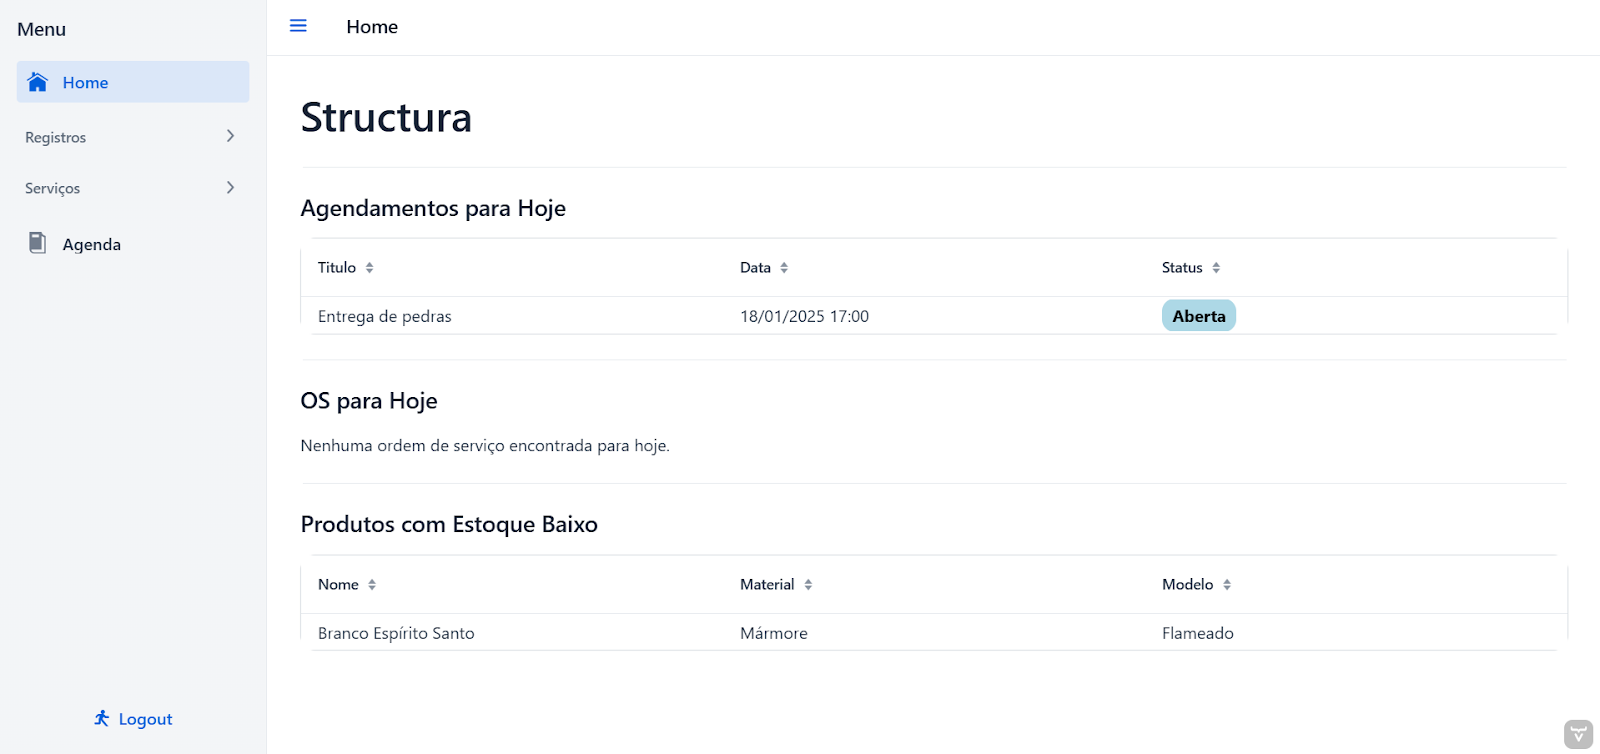 Menu
Home
Registros
Serviços
Agenda
Logout
Home
Structura
Agendamentos para Hoje
Titulo Data Status
Entrega de pedras 18/01/2025 17:00 Aberta
OS para Hoje
Nenhuma ordem de serviço encontrada para hoje.
Produtos com Estoque Baixo
Nome Material Modelo
Branco Espírito Santo Mármore Flameado